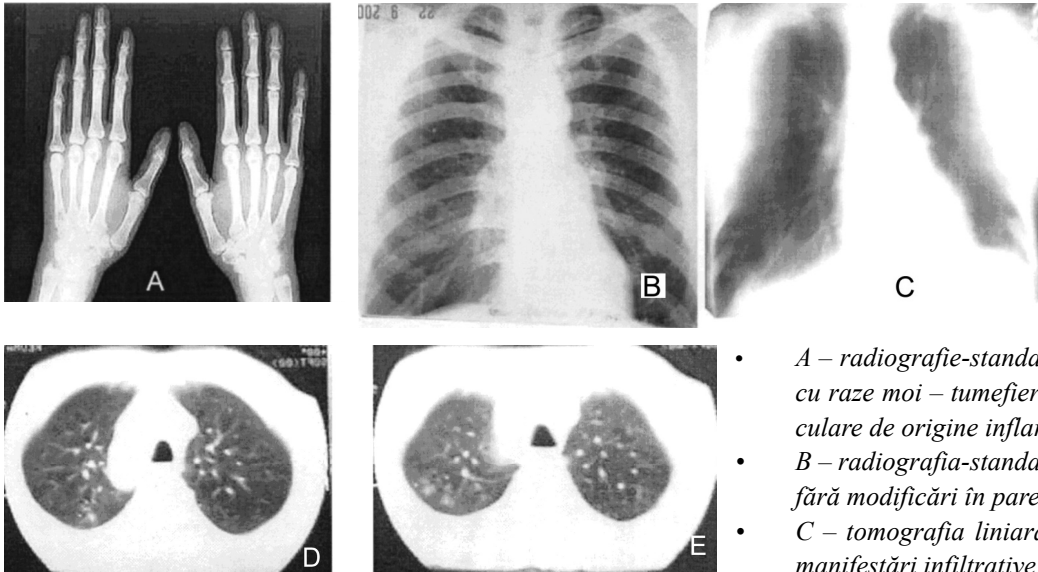 A
B
C
D
E
• A – radiografie-standa
cu raze moi – tumefier
culare de origine inflar
• B – radiografia-standa
fără modificări în pare
• C – tomografia liniară
manifestări infiltrative